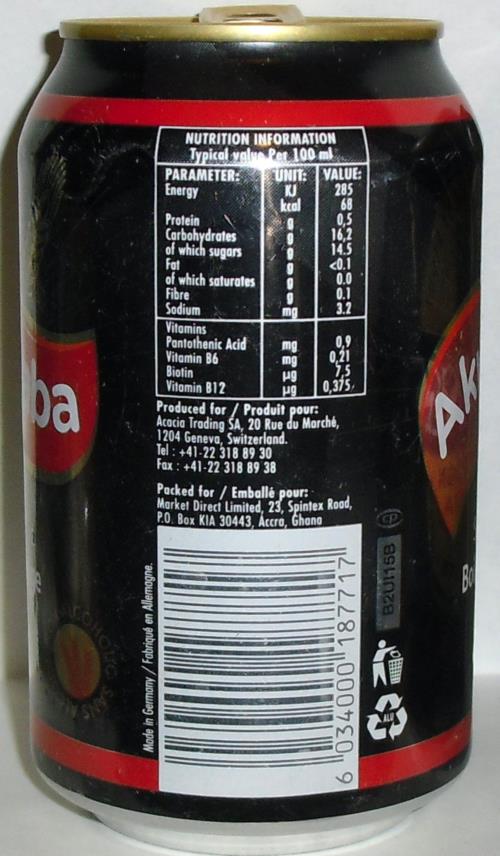 NUTRITION INFORMATION
Typical value Per 100 ml
PARAMETER: UNIT: VALUE:
Energy KJ 285
kcal 68
Protein g 0,5
Carbohydrates g 16,2
of which sugars g 14.5
Fat g <0.1
of which saturates g 0.0
Fibre g 0.1
Sodium mg 3.2
Vitamins
Pantothenic Acid mg 0,9
Vitamin B6 mg 0,21
Biotin µg 7,5
Vitamin B12 µg 0,375
Produced for / Produit pour:
Acacia Trading SA, 20 Rue du Marché,
1204 Geneva, Switzerland.
Tel : +41-22 318 89 30
Fax : +41-22 318 89 38
Packed for / Emballé pour:
Market Direct Limited, 23, Spintex Road,
P.O. Box KIA 30443, Accra, Ghana
Made in Germany / Fabriqué en Allemagne.
6 034000 187717
B2UI15B
ALU
ba
e
Ak
Bo